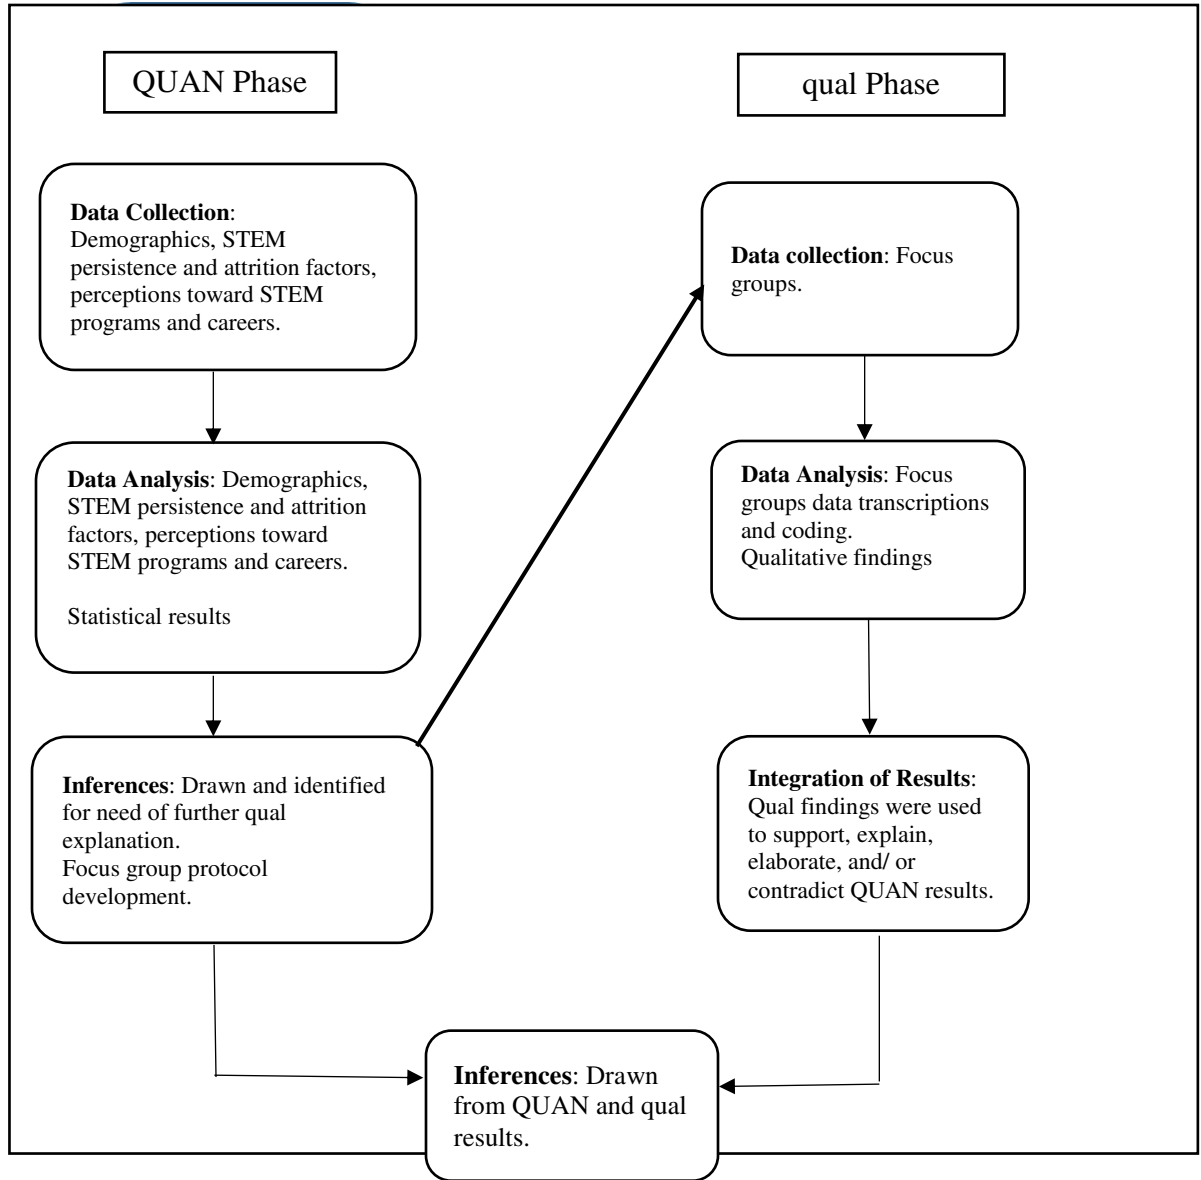 QUAN Phase
Data Collection:
Demographics, STEM
persistence and attrition factors,
perceptions toward STEM
programs and careers.
Data Analysis: Demographics,
STEM persistence and attrition
factors, perceptions toward
STEM programs and careers.
Statistical results
Inferences: Drawn and identified
for need of further qual
explanation.
Focus group protocol
development.
qual Phase
Data collection: Focus
groups.
Data Analysis: Focus
groups data transcriptions
and coding.
Qualitative findings
Integration of Results:
Qual findings were used
to support, explain,
elaborate, and/ or
contradict QUAN results.
Inferences: Drawn
from QUAN and qual
results.